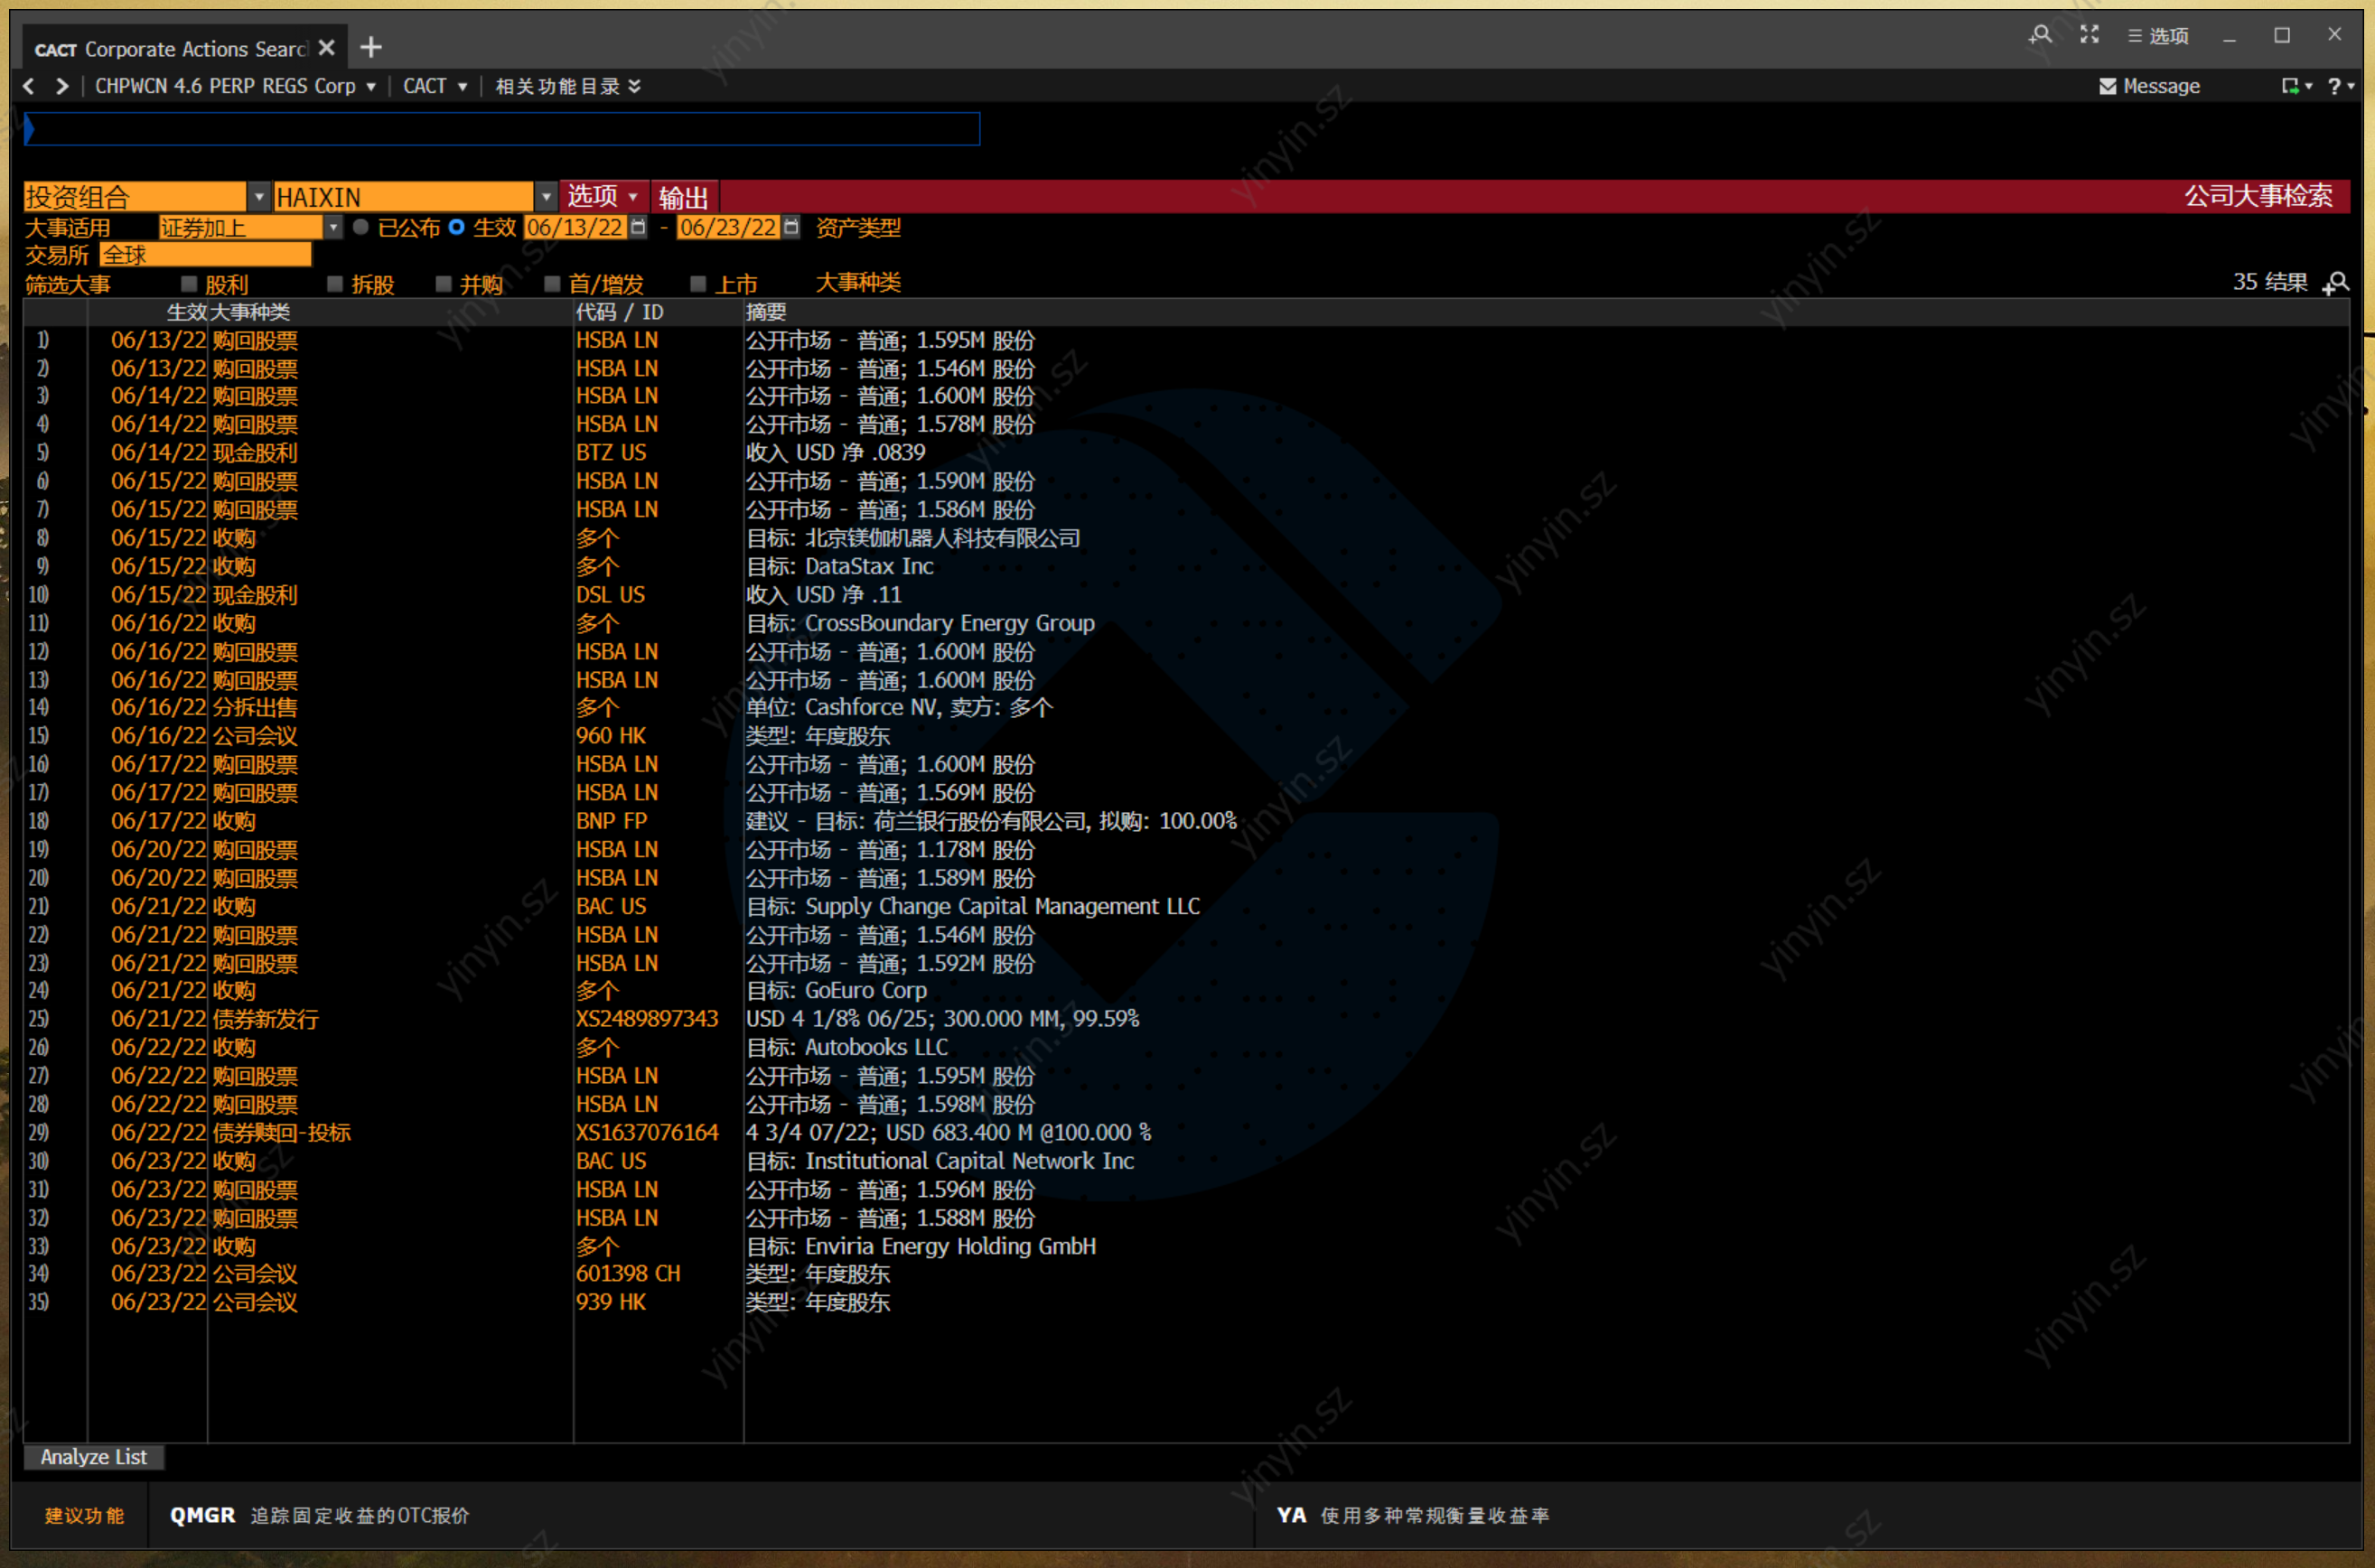 CACT Corporate Actions Searc
CHPWCN 4.6 PERP REGS Corp CACT 相关功能目录 Message ?
选项
投资组合 HAIXIN 选项 输出 公司大事检索
大事适用 证券加上 已公布 生效 06/13/22 - 06/23/22 资产类型
交易所 全球
筛选大事 股利 拆股 并购 首/增发 上市 大事种类 35 结果
生效 大事种类 代码 / ID 摘要
1) 06/13/22 购回股票 HSBA LN 公开市场 - 普通; 1.595M 股份
2) 06/13/22 购回股票 HSBA LN 公开市场 - 普通; 1.546M 股份
3) 06/14/22 购回股票 HSBA LN 公开市场 - 普通; 1.600M 股份
4) 06/14/22 购回股票 HSBA LN 公开市场 - 普通; 1.578M 股份
5) 06/14/22 现金股利 BTZ US 收入 USD 净 .0839
6) 06/15/22 购回股票 HSBA LN 公开市场 - 普通; 1.590M 股份
7) 06/15/22 购回股票 HSBA LN 公开市场 - 普通; 1.586M 股份
8) 06/15/22 收购 多个 目标: 北京镁伽机器人科技有限公司
9) 06/15/22 收购 多个 目标: DataStax Inc
10) 06/15/22 现金股利 DSL US 收入 USD 净 .11
11) 06/16/22 收购 多个 目标: CrossBoundary Energy Group
12) 06/16/22 购回股票 HSBA LN 公开市场 - 普通; 1.600M 股份
13) 06/16/22 购回股票 HSBA LN 公开市场 - 普通; 1.600M 股份
14) 06/16/22 分拆出售 多个 单位: Cashforce NV, 卖方: 多个
15) 06/16/22 公司会议 960 HK 类型: 年度股东
16) 06/17/22 购回股票 HSBA LN 公开市场 - 普通; 1.600M 股份
17) 06/17/22 购回股票 HSBA LN 公开市场 - 普通; 1.569M 股份
18) 06/17/22 收购 BNP FP 建议 - 目标: 荷兰银行股份有限公司, 拟购: 100.00%
19) 06/20/22 购回股票 HSBA LN 公开市场 - 普通; 1.178M 股份
20) 06/20/22 购回股票 HSBA LN 公开市场 - 普通; 1.589M 股份
21) 06/21/22 收购 BAC US 目标: Supply Change Capital Management LLC
22) 06/21/22 购回股票 HSBA LN 公开市场 - 普通; 1.546M 股份
23) 06/21/22 购回股票 HSBA LN 公开市场 - 普通; 1.592M 股份
24) 06/21/22 收购 多个 目标: GoEuro Corp
25) 06/21/22 债券新发行 XS2489897343 USD 4 1/8% 06/25; 300.000 MM, 99.59%
26) 06/22/22 收购 多个 目标: Autobooks LLC
27) 06/22/22 购回股票 HSBA LN 公开市场 - 普通; 1.595M 股份
28) 06/22/22 购回股票 HSBA LN 公开市场 - 普通; 1.598M 股份
29) 06/22/22 债券赎回-投标 XS1637076164 4 3/4 07/22; USD 683.400 M @100.000 %
30) 06/23/22 收购 BAC US 目标: Institutional Capital Network Inc
31) 06/23/22 购回股票 HSBA LN 公开市场 - 普通; 1.596M 股份
32) 06/23/22 购回股票 HSBA LN 公开市场 - 普通; 1.588M 股份
33) 06/23/22 收购 多个 目标: Enviria Energy Holding GmbH
34) 06/23/22 公司会议 601398 CH 类型: 年度股东
35) 06/23/22 公司会议 939 HK 类型: 年度股东
Analyze List
建议功能 QMGR 追踪固定收益的OTC报价 YA 使用多种常规衡量收益率
yinyin.sz